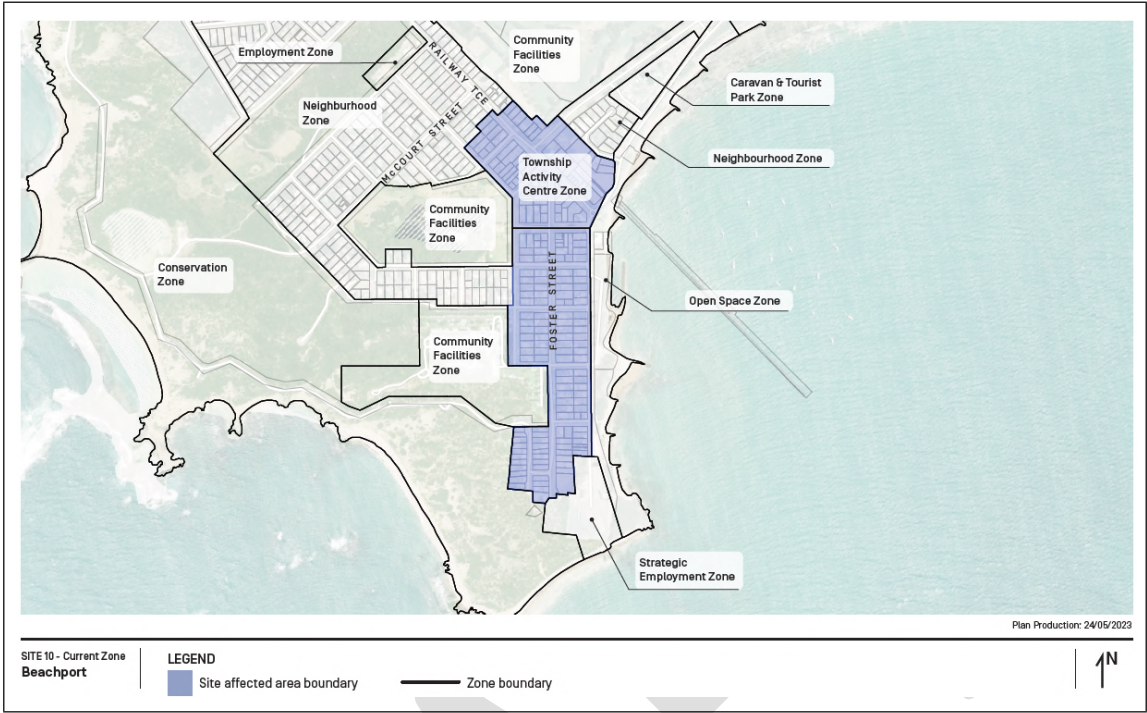 Employment Zone
RAILWAY TCE
Community
Facilities
Zone
Caravan & Tourist
Park Zone
Neighburhood
Zone
McCOURT STREET
Neighbourhood Zone
Township
Activity
Centre Zone
Community
Facilities
Zone
Conservation
Zone
FOSTER STREET
Open Space Zone
Community
Facilities
Zone
Strategic
Employment Zone
Plan Production: 24/05/2023
SITE 10 - Current Zone
Beachport
LEGEND
Site affected area boundary
Zone boundary
N